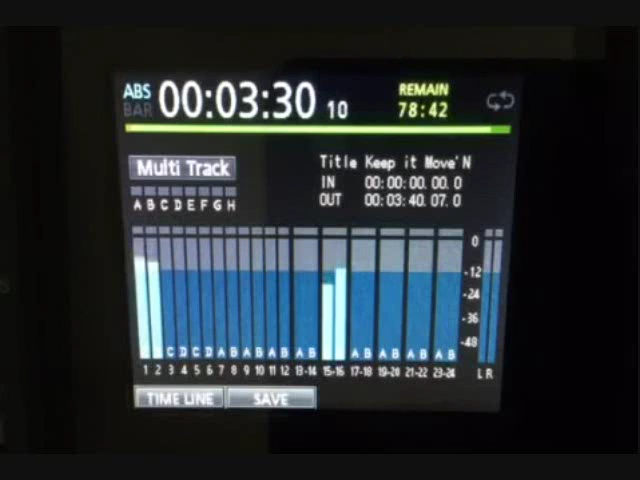 ABS 00:03:30 10 REMAIN
BAR 78:42
Multi Track Title Keep it Move'N
IN 00:00:00.00.0
A B C D E F G H OUT 00:03:40.07.0
0
-12
-24
-36
-48
C D C D A B A B A B A B A B A B A B A B A B
1 2 3 4 5 6 7 8 9 10 11 12 13-14 15-16 17-18 19-20 21-22 23-24 L R
TIME LINE SAVE